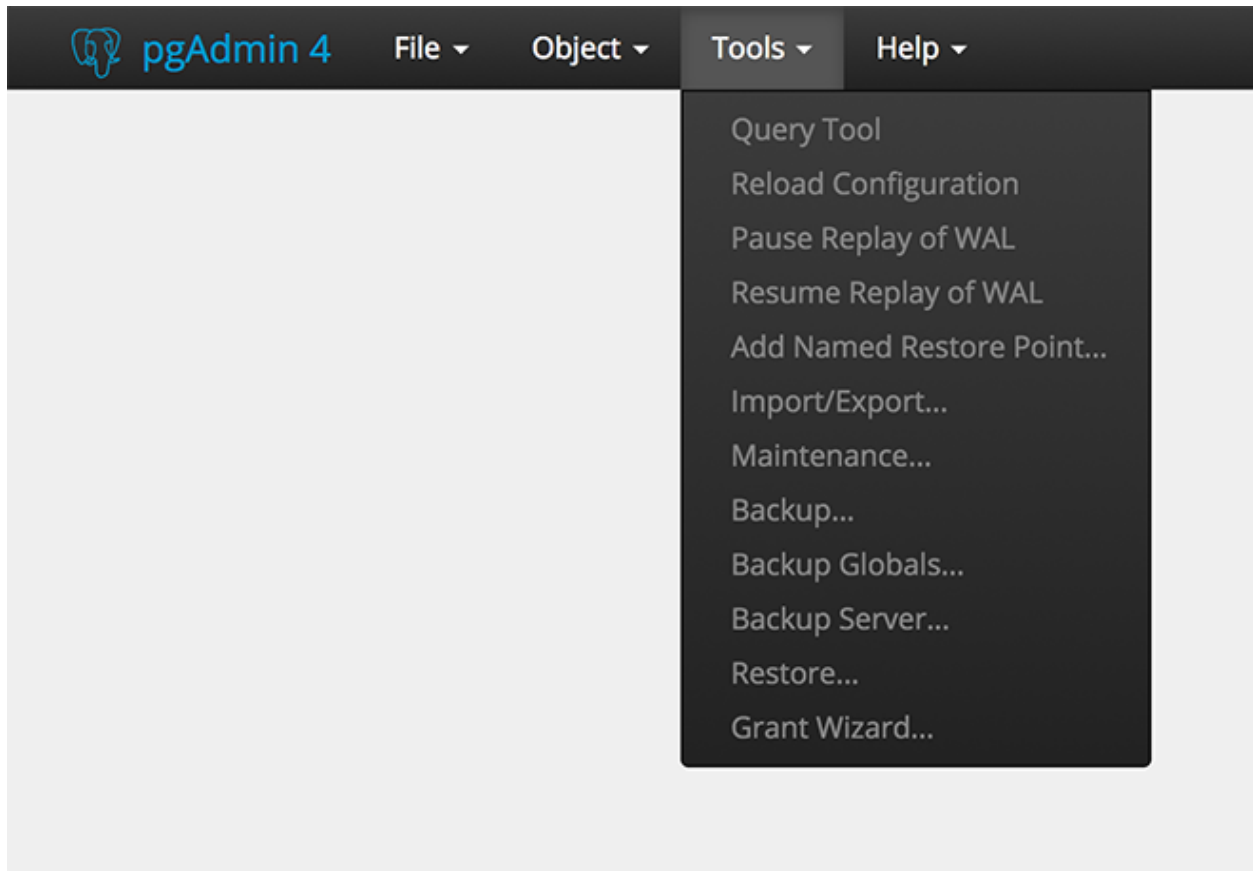 pgAdmin 4 File Object Tools Help
Query Tool
Reload Configuration
Pause Replay of WAL
Resume Replay of WAL
Add Named Restore Point...
Import/Export...
Maintenance...
Backup...
Backup Globals...
Backup Server...
Restore...
Grant Wizard...